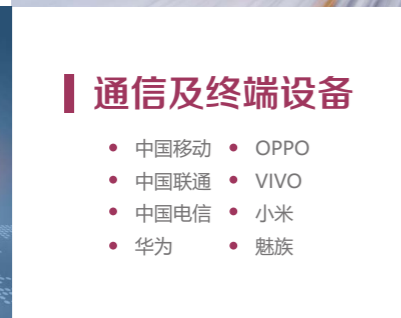 通信及终端设备
• 中国移动 • OPPO
• 中国联通 • VIVO
• 中国电信 • 小米
• 华为 • 魅族